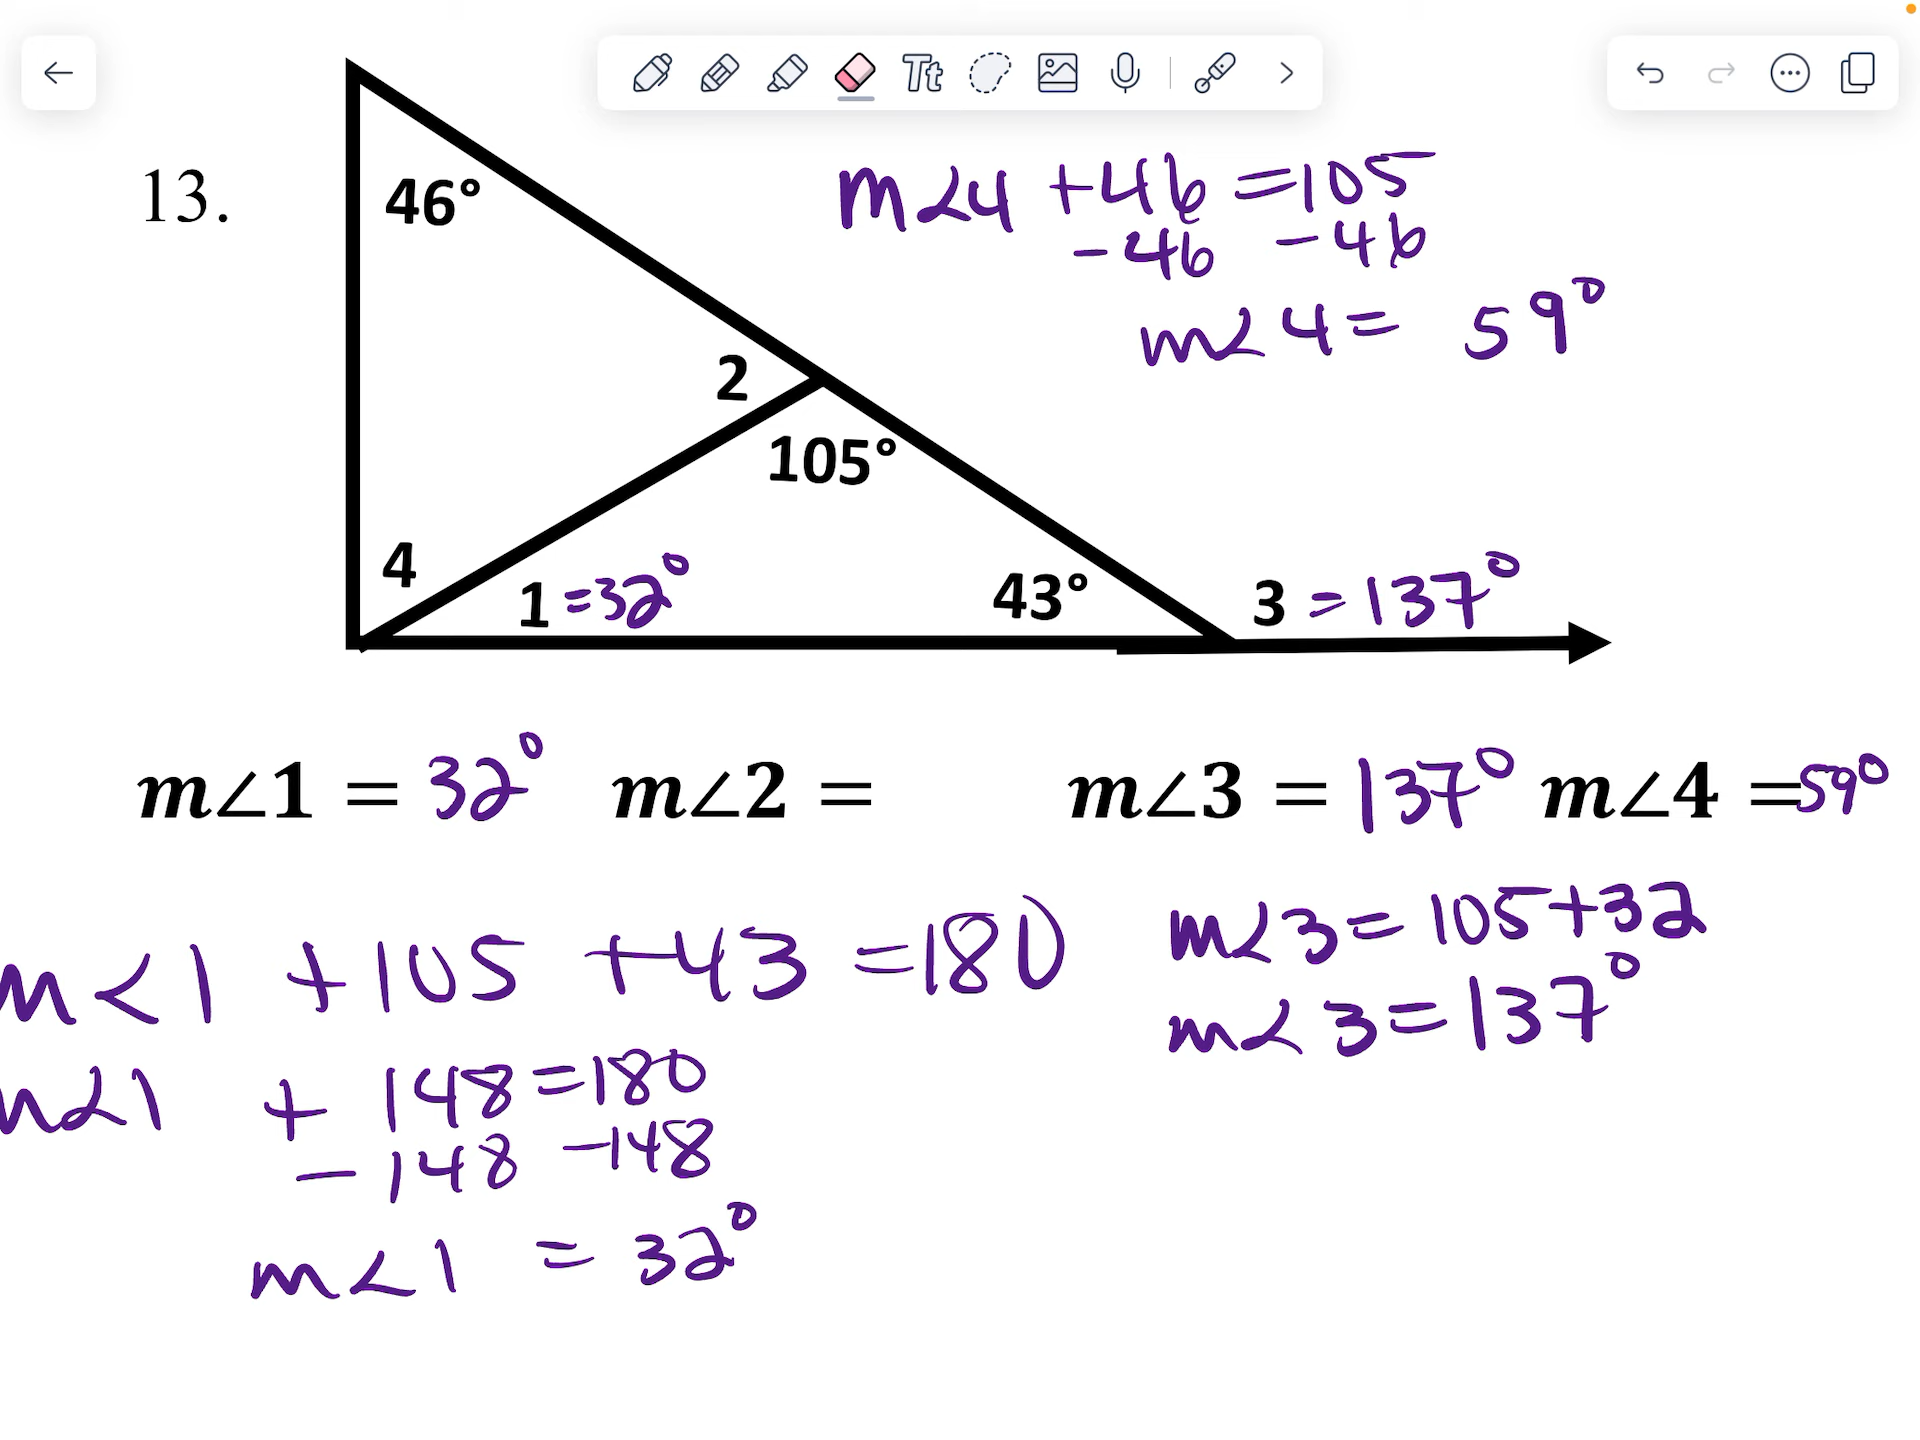 Tt
13.
46°
m<4 +46 =105
-46 -46
m<4= 59°
2
105°
4
1 =32°
43°
3 =137°
m∠1 = 32° m∠2 = m∠3 = 137° m∠4 =59°
m<1 +105 +43 =180
m<3= 105+32
m<3=137°
m<1 + 148=180
-148 -148
m<1 = 32°